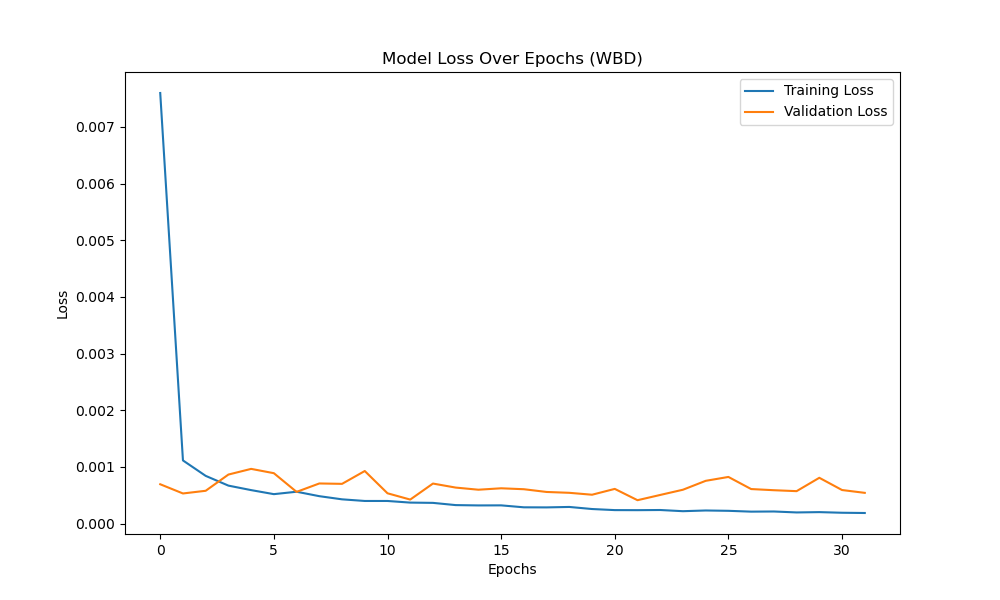 Model Loss Over Epochs (WBD)
Training Loss
Validation Loss
0.007
0.006
0.005
0.004
0.003
0.002
0.001
0.000
Loss
0 5 10 15 20 25 30
Epochs